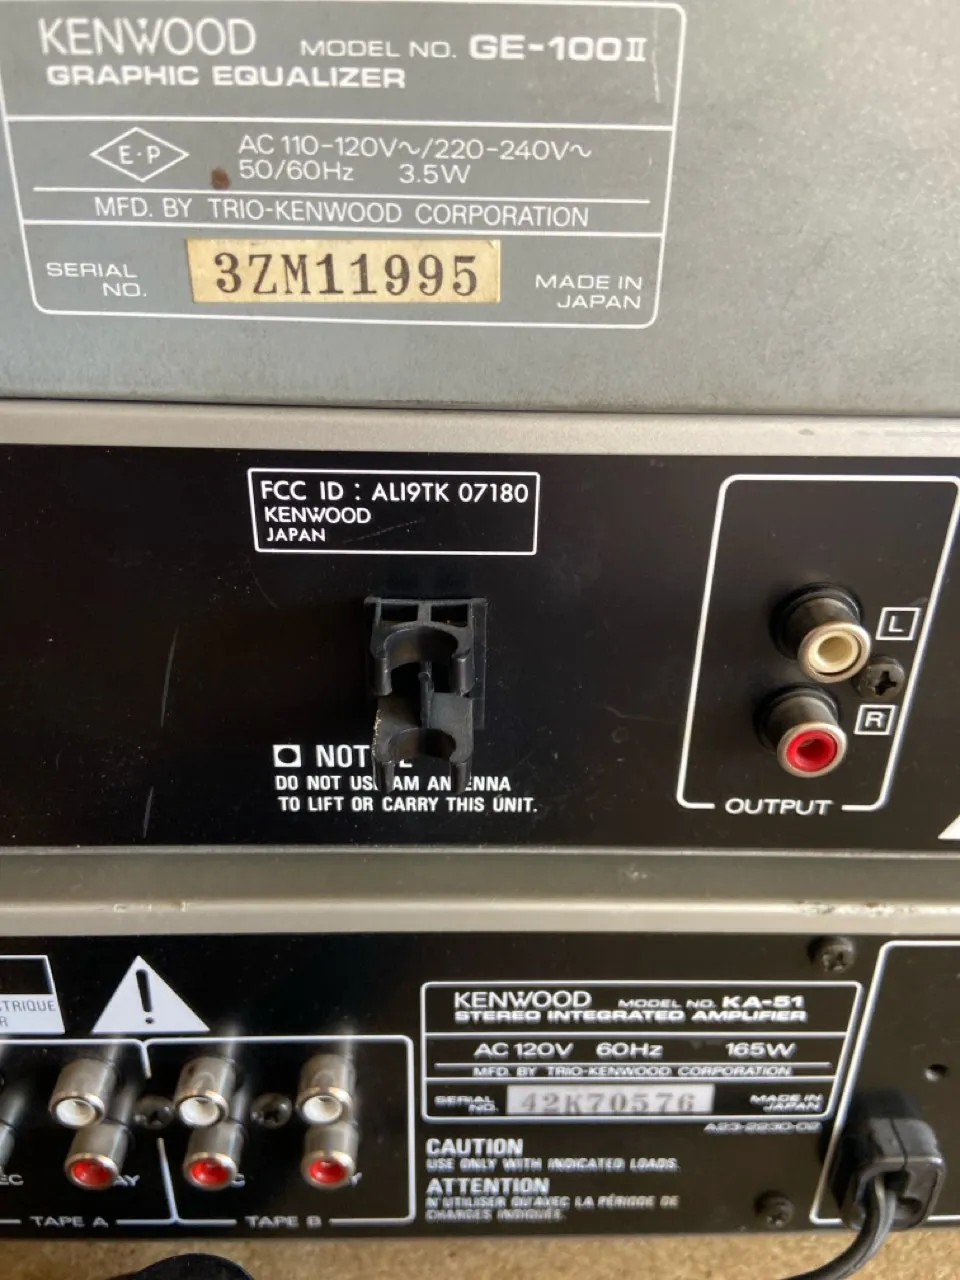 KENWOOD MODEL NO. GE-100II
GRAPHIC EQUALIZER
E·P
AC 110-120V~/220-240V~
50/60Hz 3.5W
MFD. BY TRIO-KENWOOD CORPORATION
SERIAL NO. 3ZM11995 MADE IN JAPAN
FCC ID : ALI9TK 07180
KENWOOD
JAPAN
L
R
OUTPUT
DO NOT AM
TO LIFT OR CARRY THIS UNIT.
KENWOOD MODEL NO. KA-51
STEREO INTEGRATED AMPLIFIER
AC 120V 60Hz 165W
MFD. BY TRIO-KENWOOD CORPORATION
SERIAL NO. 42K70576 MADE IN JAPAN
A23-2230-02
CAUTION
USE ONLY WITH INDICATED LOADS.
ATTENTION
N'UTILISER QU'AVEC LA PÉRIODE DE
CHARGES INDIQUÉE.
TAPE A
TAPE B